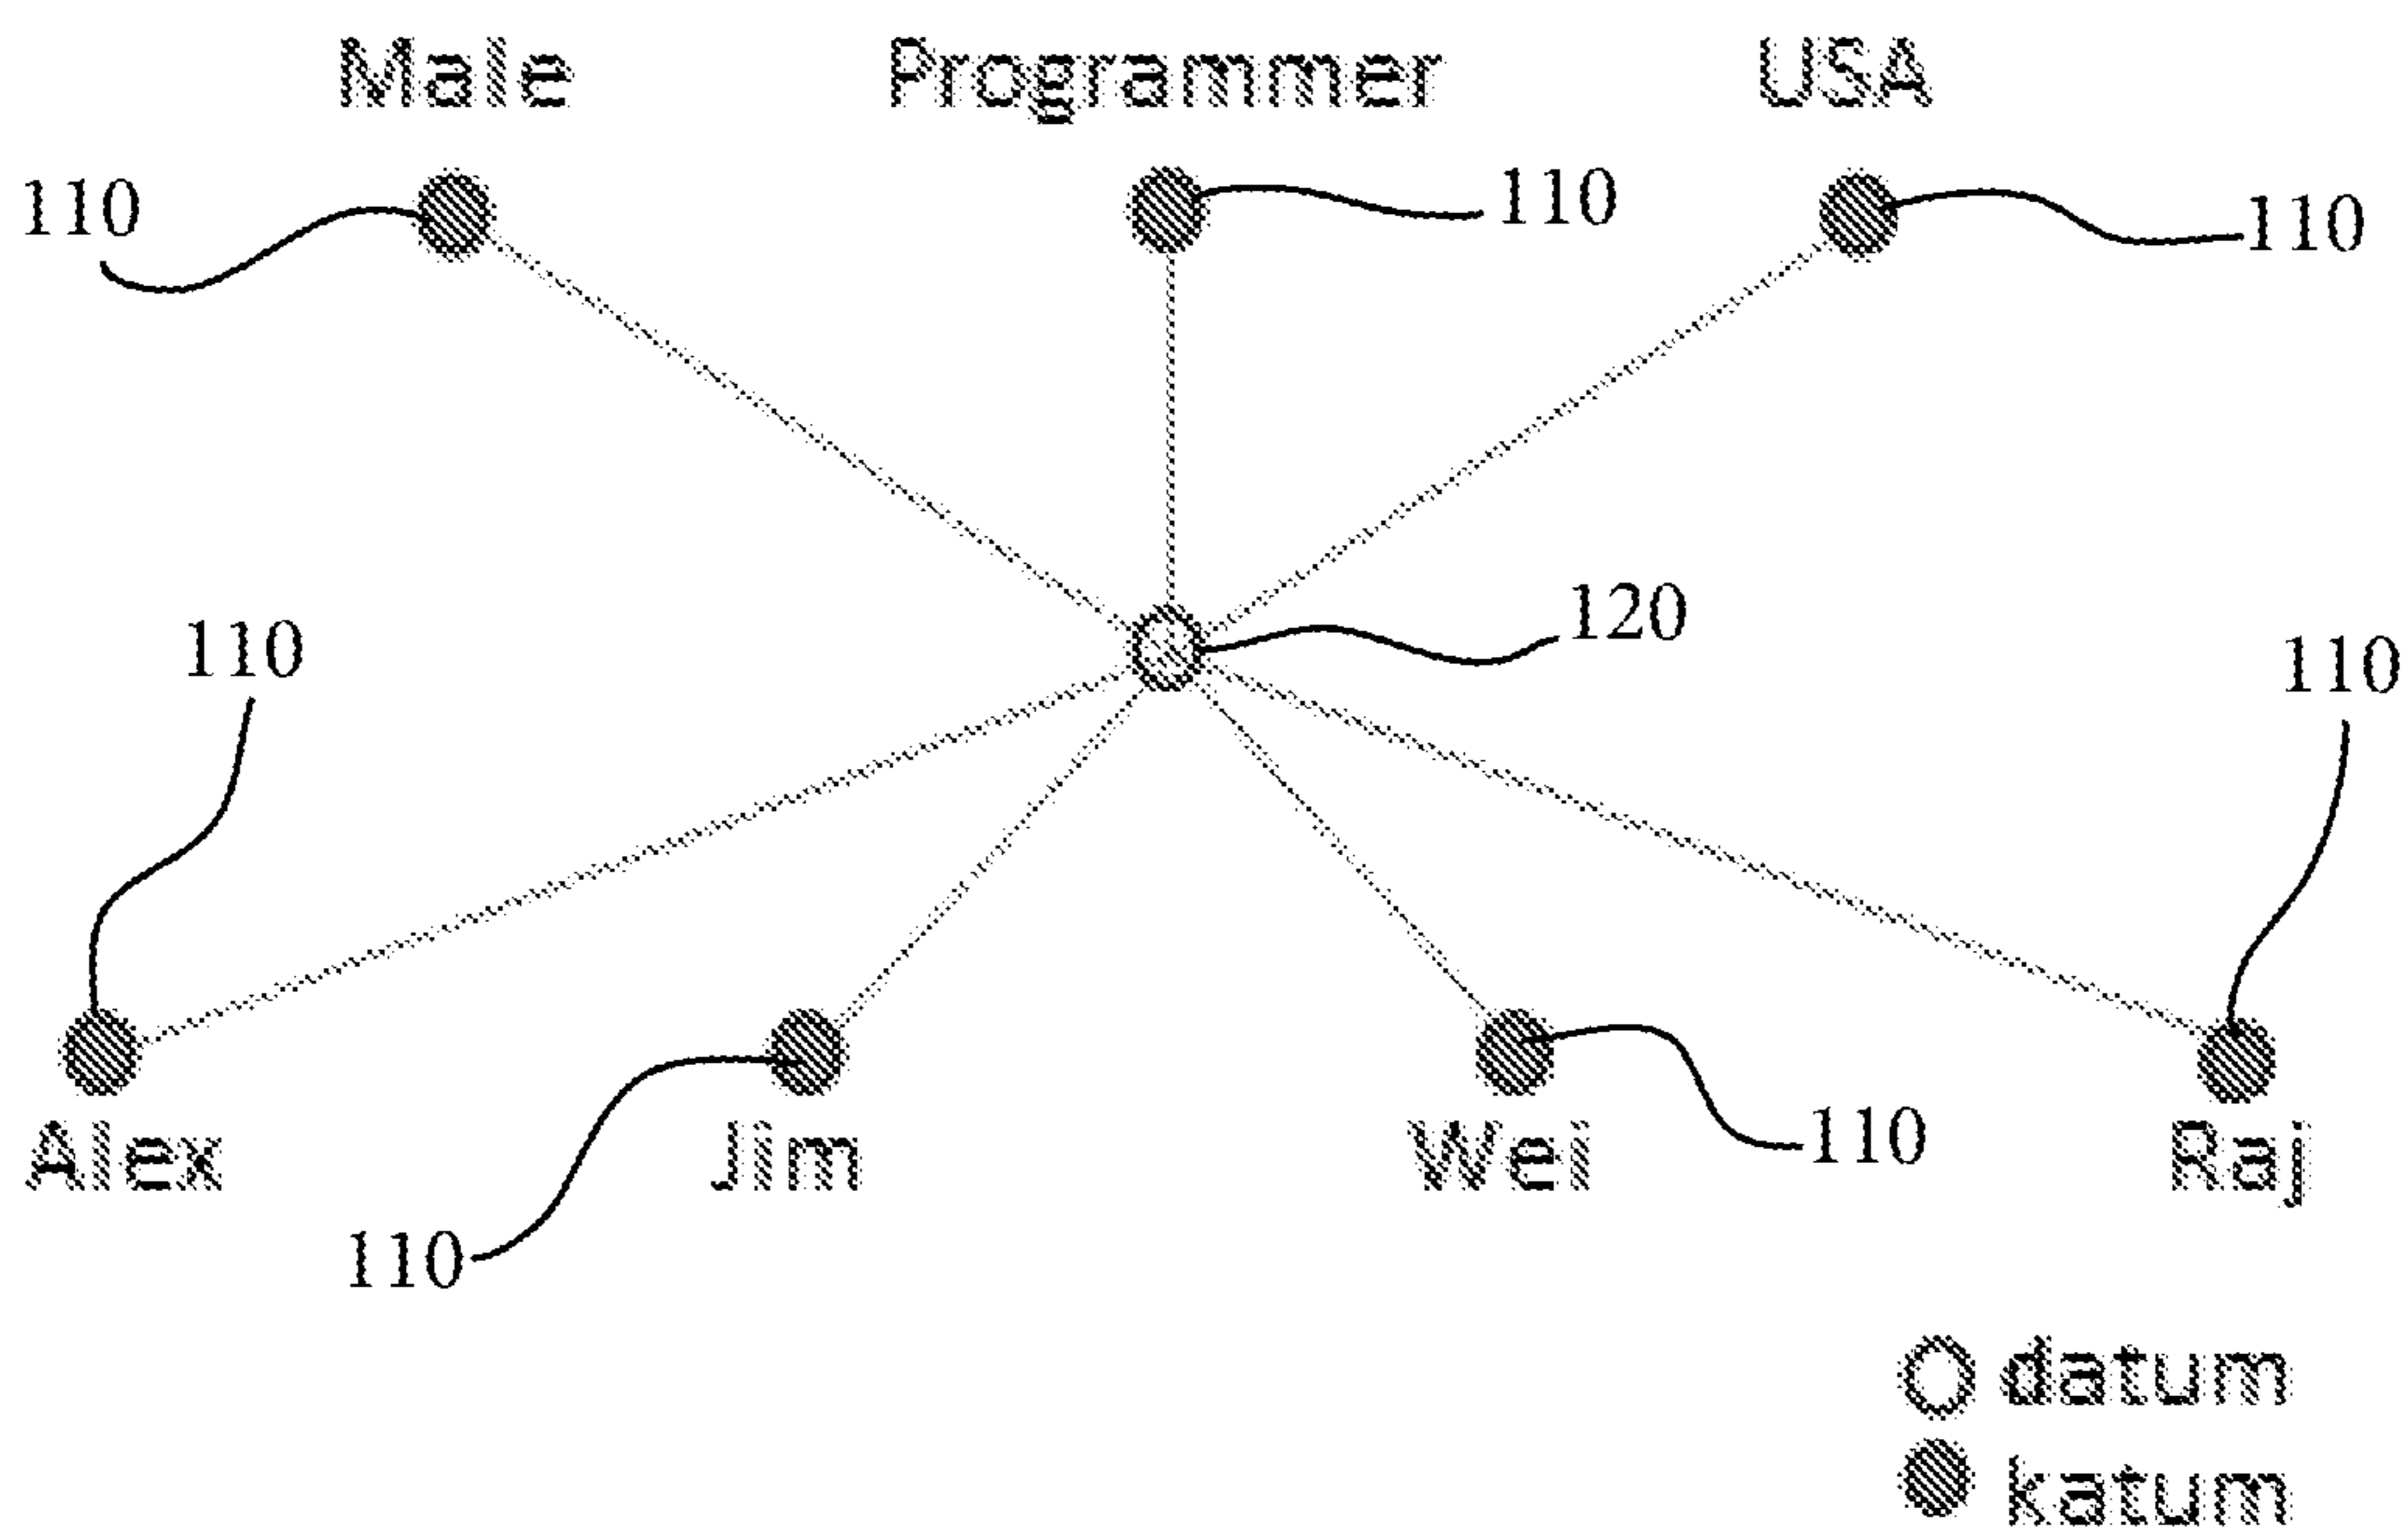 Male Programmer USA
110 110 110
120
110 110
Alex Jim Wei 110 Raj
110
datum
katum